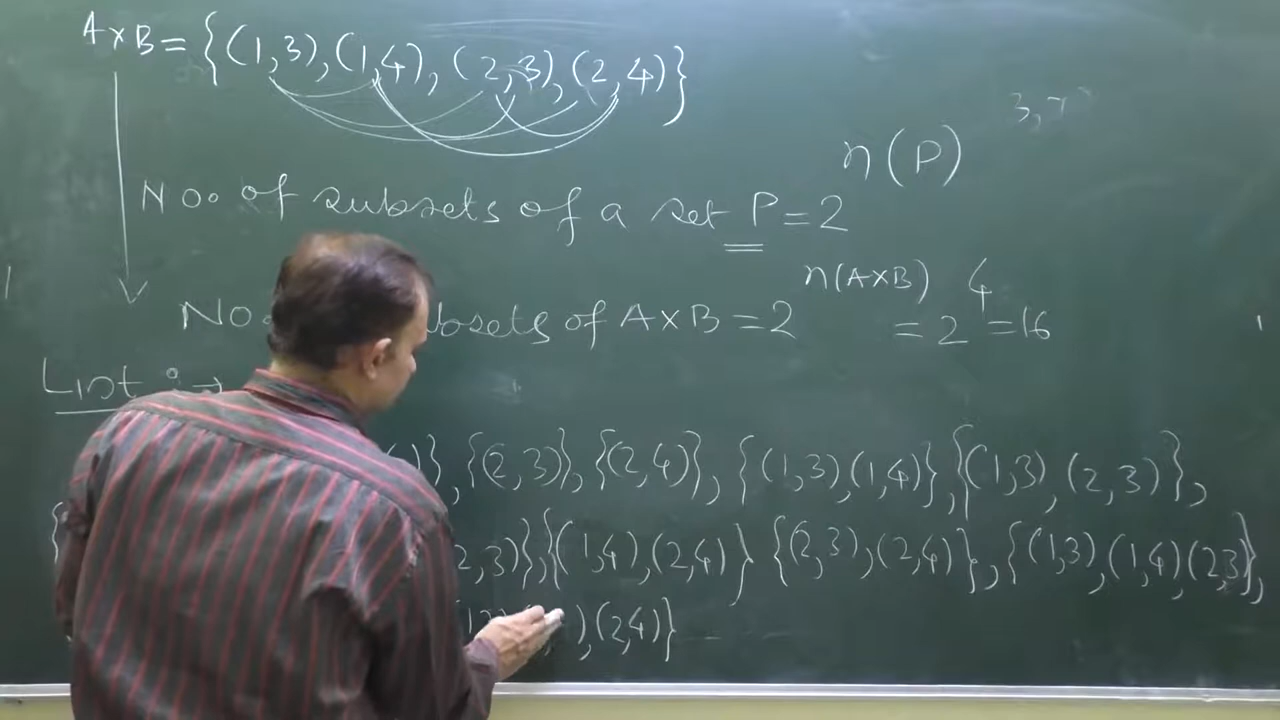 A×B = {(1,3),(1,4),(2,3),(2,4)}
3,
No. of subsets of a set P = 2^n(P)
No. subsets of A×B = 2^n(A×B) = 2^4 = 16
List :→
)},{(2,3)},{(2,4)},{(1,3),(1,4)},{(1,3),(2,3)},
{ 2,3)},{(1,4),(2,4)} {(2,3),(2,4)},{(1,3),(1,4)(2,3)},
),(2,4)}